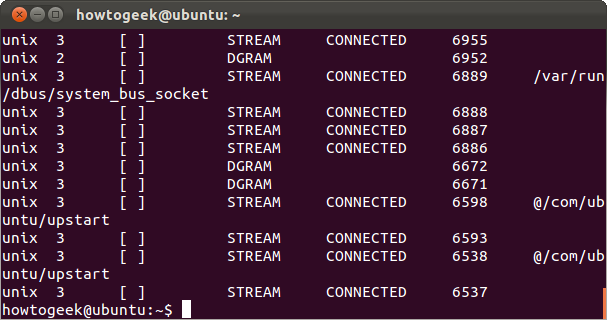 howtogeek@ubuntu: ~
unix  3      [ ]         STREAM     CONNECTED     6955
unix  2      [ ]         DGRAM                    6952
unix  3      [ ]         STREAM     CONNECTED     6889     /var/run
/dbus/system_bus_socket
unix  3      [ ]         STREAM     CONNECTED     6888
unix  3      [ ]         STREAM     CONNECTED     6887
unix  3      [ ]         STREAM     CONNECTED     6886
unix  3      [ ]         DGRAM                    6672
unix  3      [ ]         DGRAM                    6671
unix  3      [ ]         STREAM     CONNECTED     6598     @/com/ub
untu/upstart
unix  3      [ ]         STREAM     CONNECTED     6593
unix  3      [ ]         STREAM     CONNECTED     6538     @/com/ub
untu/upstart
unix  3      [ ]         STREAM     CONNECTED     6537
howtogeek@ubuntu:~$